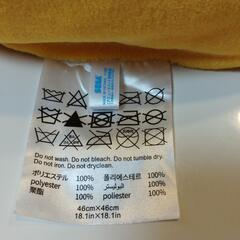 SEGA
Do not wash. Do not bleach. Do not tumble dry.
Do not iron. Do not dryclean.
ポリエステル 100% 폴리에스테르 100%
polyester 100% البوليستر 100%
聚酯 100% poliester 100%
46cm×46cm
18.1in×18.1in